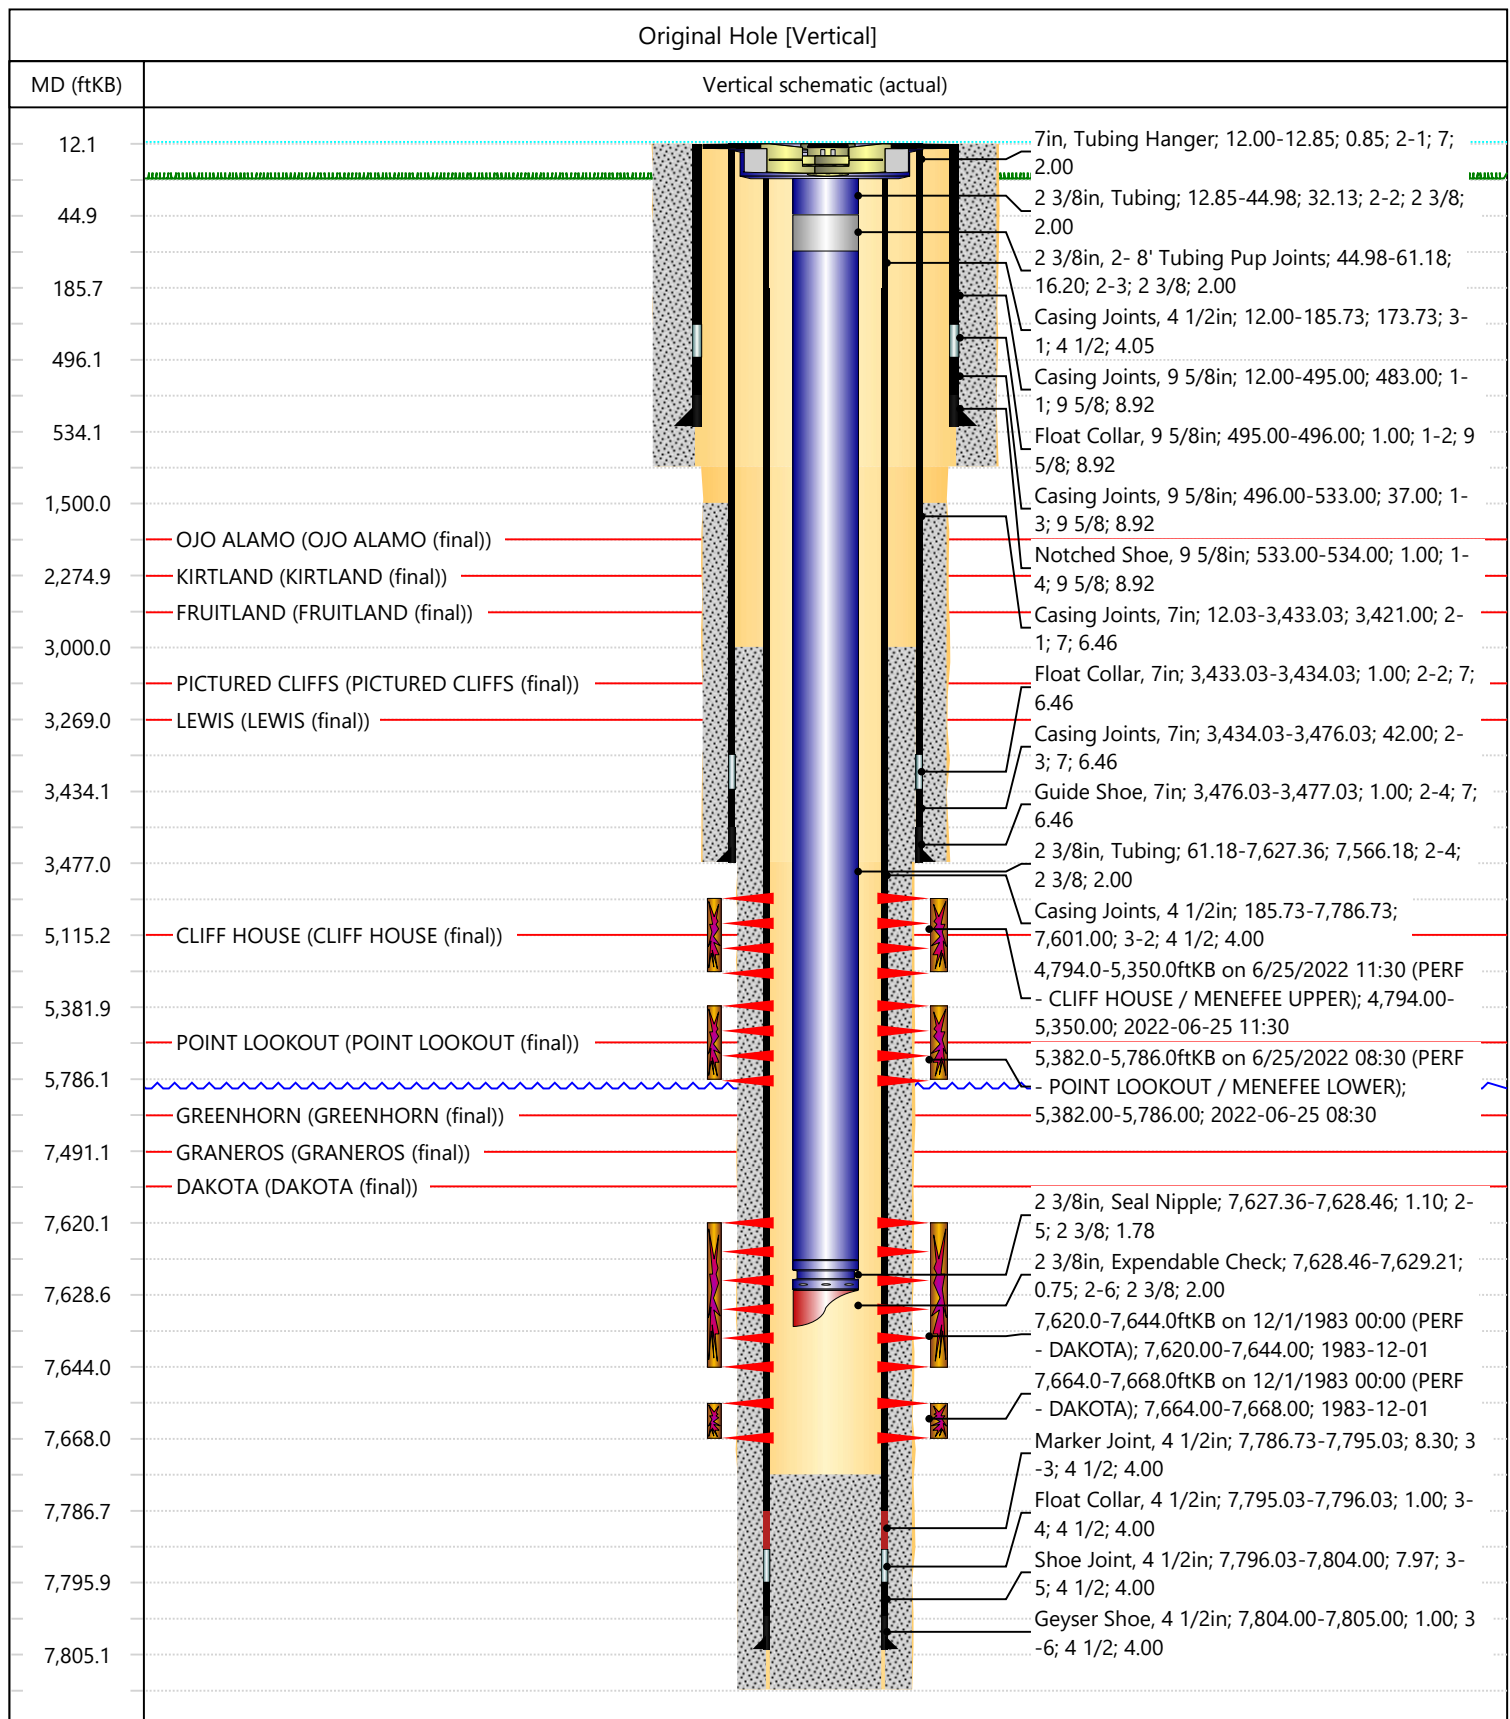 Original Hole [Vertical]
MD (ftKB)
Vertical schematic (actual)
12.1
44.9
185.7
496.1
534.1
1,500.0
2,274.9
3,000.0
3,269.0
3,434.1
3,477.0
5,115.2
5,381.9
5,786.1
7,491.1
7,620.1
7,628.6
7,644.0
7,668.0
7,786.7
7,795.9
7,805.1
OJO ALAMO (OJO ALAMO (final))
KIRTLAND (KIRTLAND (final))
FRUITLAND (FRUITLAND (final))
PICTURED CLIFFS (PICTURED CLIFFS (final))
LEWIS (LEWIS (final))
CLIFF HOUSE (CLIFF HOUSE (final))
POINT LOOKOUT (POINT LOOKOUT (final))
GREENHORN (GREENHORN (final))
GRANEROS (GRANEROS (final))
DAKOTA (DAKOTA (final))
7in, Tubing Hanger; 12.00-12.85; 0.85; 2-1; 7;
2.00
2 3/8in, Tubing; 12.85-44.98; 32.13; 2-2; 2 3/8;
2.00
2 3/8in, 2- 8' Tubing Pup Joints; 44.98-61.18;
16.20; 2-3; 2 3/8; 2.00
Casing Joints, 4 1/2in; 12.00-185.73; 173.73; 3-
1; 4 1/2; 4.05
Casing Joints, 9 5/8in; 12.00-495.00; 483.00; 1-
1; 9 5/8; 8.92
Float Collar, 9 5/8in; 495.00-496.00; 1.00; 1-2; 9
5/8; 8.92
Casing Joints, 9 5/8in; 496.00-533.00; 37.00; 1-
3; 9 5/8; 8.92
Notched Shoe, 9 5/8in; 533.00-534.00; 1.00; 1-
4; 9 5/8; 8.92
Casing Joints, 7in; 12.03-3,433.03; 3,421.00; 2-
1; 7; 6.46
Float Collar, 7in; 3,433.03-3,434.03; 1.00; 2-2; 7;
6.46
Casing Joints, 7in; 3,434.03-3,476.03; 42.00; 2-
3; 7; 6.46
Guide Shoe, 7in; 3,476.03-3,477.03; 1.00; 2-4; 7;
6.46
2 3/8in, Tubing; 61.18-7,627.36; 7,566.18; 2-4;
2 3/8; 2.00
Casing Joints, 4 1/2in; 185.73-7,786.73;
7,601.00; 3-2; 4 1/2; 4.00
4,794.0-5,350.0ftKB on 6/25/2022 11:30 (PERF
- CLIFF HOUSE / MENEFEE UPPER); 4,794.00-
5,350.00; 2022-06-25 11:30
5,382.0-5,786.0ftKB on 6/25/2022 08:30 (PERF
- POINT LOOKOUT / MENEFEE LOWER);
5,382.00-5,786.00; 2022-06-25 08:30
2 3/8in, Seal Nipple; 7,627.36-7,628.46; 1.10; 2-
5; 2 3/8; 1.78
2 3/8in, Expendable Check; 7,628.46-7,629.21;
0.75; 2-6; 2 3/8; 2.00
7,620.0-7,644.0ftKB on 12/1/1983 00:00 (PERF
- DAKOTA); 7,620.00-7,644.00; 1983-12-01
7,664.0-7,668.0ftKB on 12/1/1983 00:00 (PERF
- DAKOTA); 7,664.00-7,668.00; 1983-12-01
Marker Joint, 4 1/2in; 7,786.73-7,795.03; 8.30; 3
-3; 4 1/2; 4.00
Float Collar, 4 1/2in; 7,795.03-7,796.03; 1.00; 3-
4; 4 1/2; 4.00
Shoe Joint, 4 1/2in; 7,796.03-7,804.00; 7.97; 3-
5; 4 1/2; 4.00
Geyser Shoe, 4 1/2in; 7,804.00-7,805.00; 1.00; 3
-6; 4 1/2; 4.00